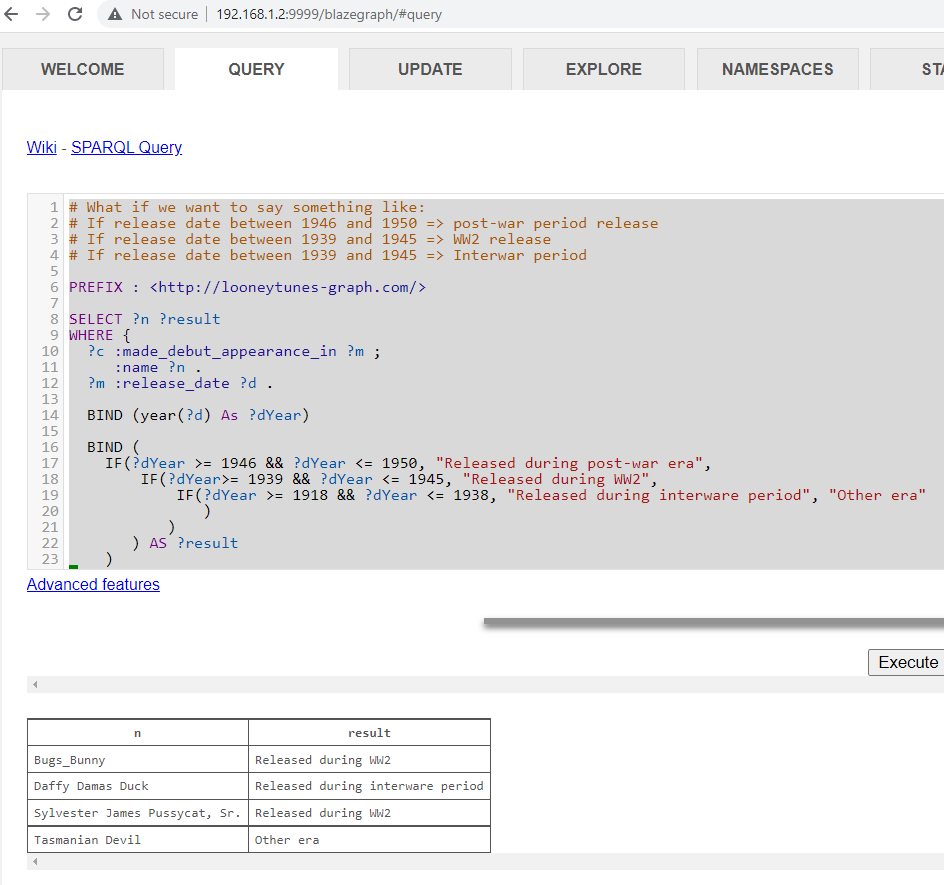 Not secure | 192.168.1.2:9999/blazegraph/#query
WELCOME QUERY UPDATE EXPLORE NAMESPACES
Wiki - SPARQL Query
1 # What if we want to say something like:
2 # If release date between 1946 and 1950 => post-war period release
3 # If release date between 1939 and 1945 => WW2 release
4 # If release date between 1939 and 1945 => Interwar period
5
6 PREFIX : <http://looneytunes-graph.com/>
7
8 SELECT ?n ?result
9 WHERE {
10 ?c :made_debut_appearance_in ?m ;
11 :name ?n .
12 ?m :release_date ?d .
13
14 BIND (year(?d) As ?dYear)
15
16 BIND (
17 IF(?dYear >= 1946 && ?dYear <= 1950, "Released during post-war era",
18 IF(?dYear>= 1939 && ?dYear <= 1945, "Released during WW2",
19 IF(?dYear >= 1918 && ?dYear <= 1938, "Released during interware period", "Other era"
20 )
21 )
22 ) AS ?result
23 )
Advanced features
Execute
n result
Bugs_Bunny Released during WW2
Daffy Damas Duck Released during interware period
Sylvester James Pussycat, Sr. Released during WW2
Tasmanian Devil Other era